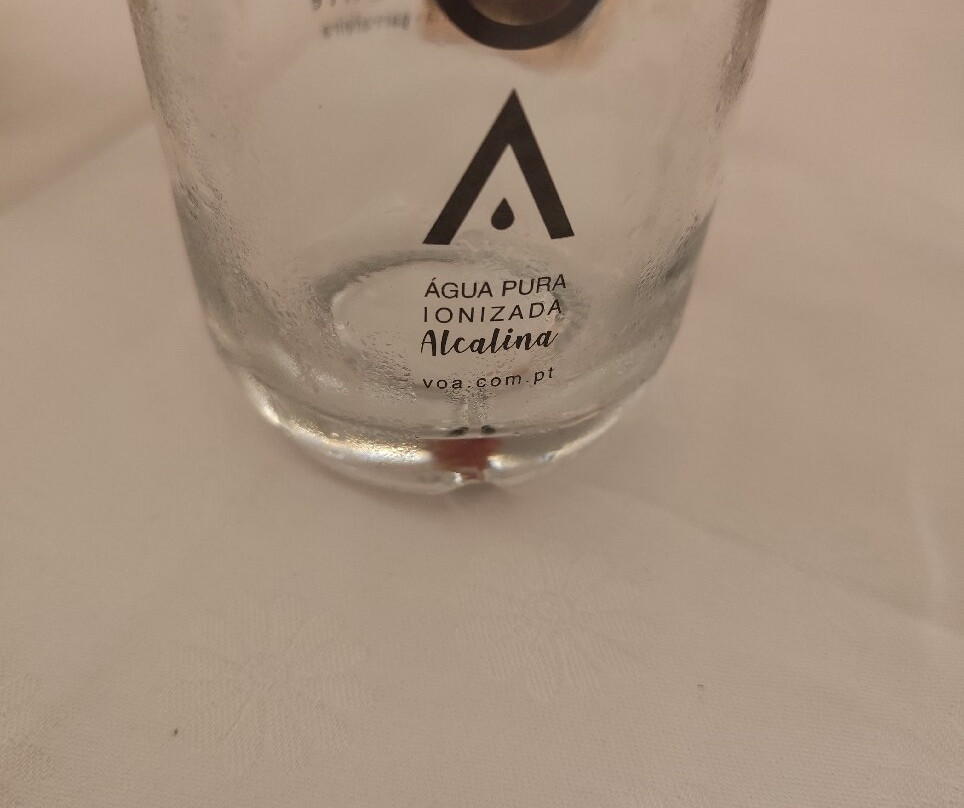 ÁGUA PURA
IONIZADA
Alcalina
voa.com.pt